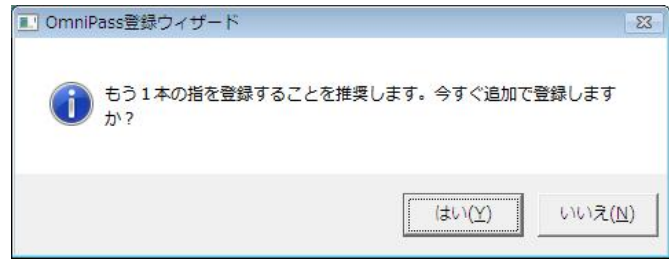 OmniPass登録ウィザード
もう１本の指を登録することを推奨します。今すぐ追加で登録します
か？
はい(Y)
いいえ(N)